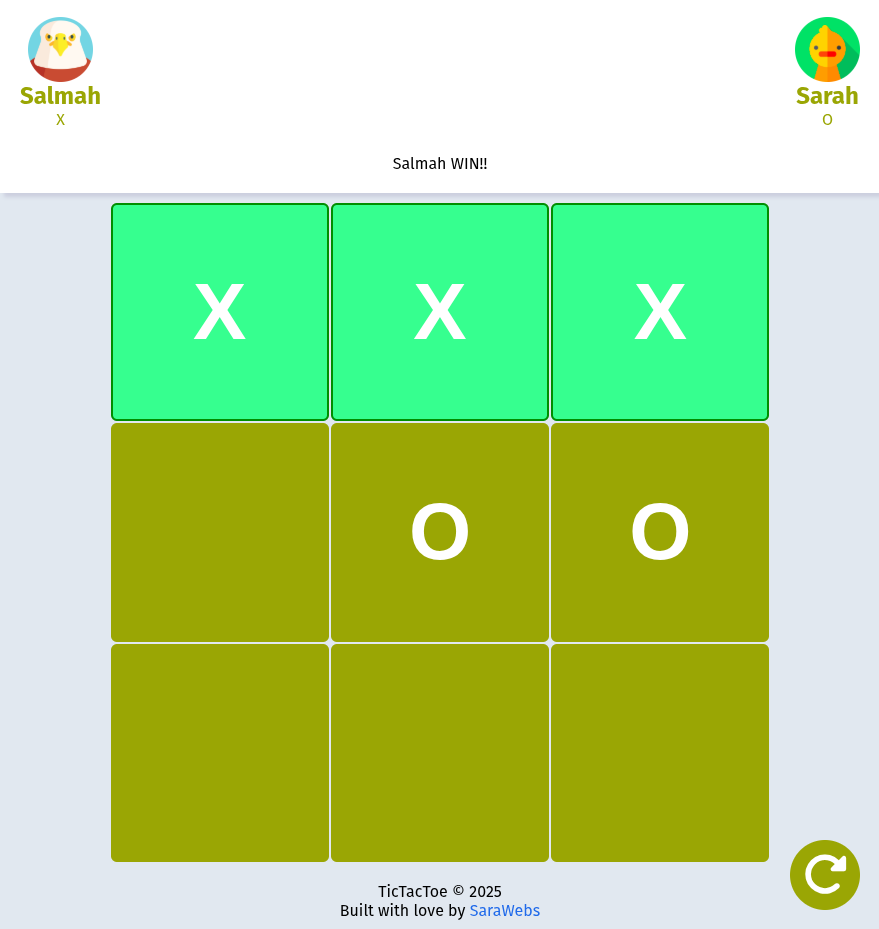 Salmah
X
Sarah
O
Salmah WIN!!
X X X
O O
TicTacToe © 2025
Built with love by SaraWebs